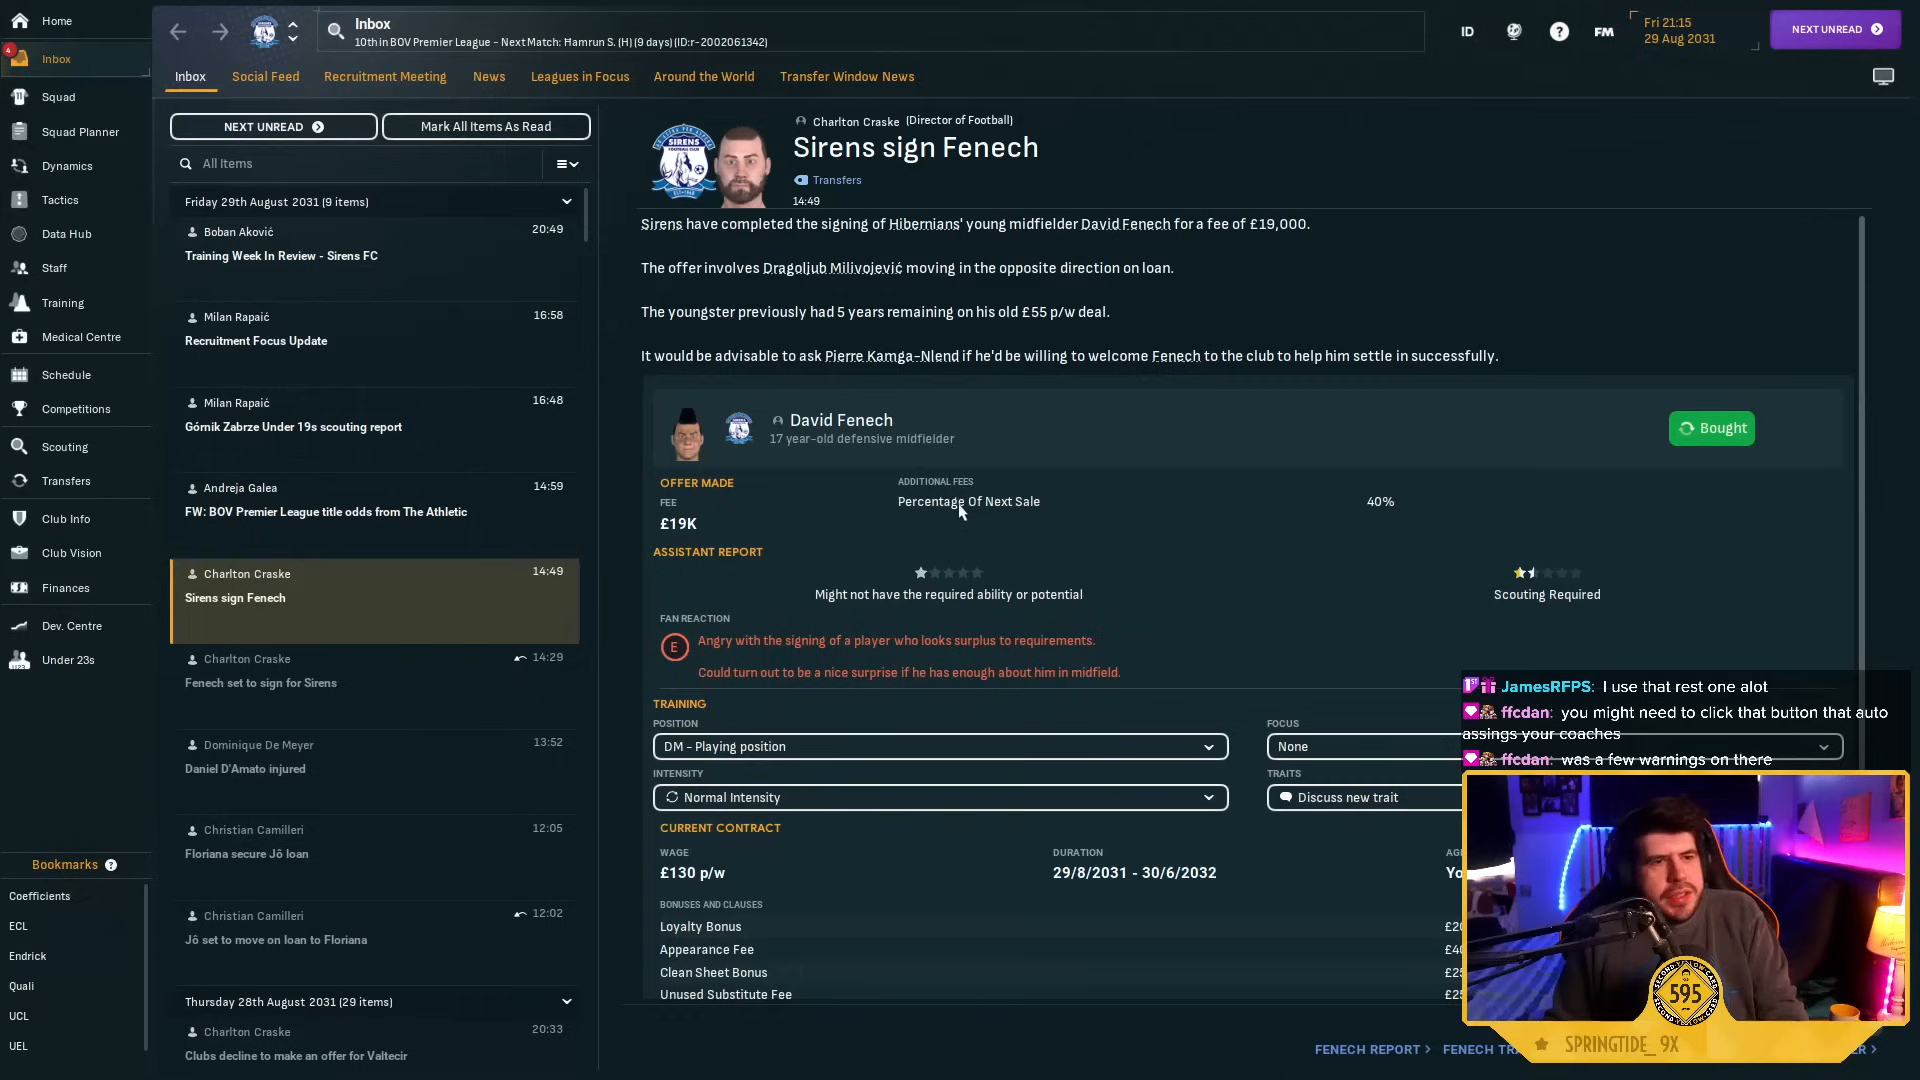 Home
Inbox
10th in BOV Premier League - Next Match: Ħamrun S. (H) (9 days) (ID:r-2002061342)
ID
FM
Fri 21:15
29 Aug 2031
NEXT UNREAD
4
Inbox
Squad
Squad Planner
Dynamics
Tactics
Data Hub
Staff
Training
Medical Centre
Schedule
Competitions
Scouting
Transfers
Club Info
Club Vision
Finances
Dev. Centre
Under 23s
Bookmarks ?
Coefficients
ECL
Endrick
Quali
UCL
UEL
Inbox Social Feed Recruitment Meeting News Leagues in Focus Around the World Transfer Window News
NEXT UNREAD Mark All Items As Read
All Items
Friday 29th August 2031 (9 items)
Boban Aković 20:49
Training Week In Review - Sirens FC
Milan Rapaić 16:58
Recruitment Focus Update
Milan Rapaić 16:48
Górnik Zabrze Under 19s scouting report
Andreja Galea 14:59
FW: BOV Premier League title odds from The Athletic
Charlton Craske 14:49
Sirens sign Fenech
Charlton Craske 14:29
Fenech set to sign for Sirens
Dominique De Meyer 13:52
Daniel D'Amato injured
Christian Camilleri 12:05
Floriana secure Jô loan
Christian Camilleri 12:02
Jô set to move on loan to Floriana
Thursday 28th August 2031 (29 items)
Charlton Craske 20:33
Clubs decline to make an offer for Valtecir
SIRENS
Charlton Craske (Director of Football)
Sirens sign Fenech
Transfers
14:49
Sirens have completed the signing of Hibernians' young midfielder David Fenech for a fee of £19,000.
The offer involves Dragoljub Milivojević moving in the opposite direction on loan.
The youngster previously had 5 years remaining on his old £55 p/w deal.
It would be advisable to ask Pierre Kamga-Nlend if he'd be willing to welcome Fenech to the club to help him settle in successfully.
David Fenech
17 year-old defensive midfielder
Bought
OFFER MADE
FEE
£19K
ADDITIONAL FEES
Percentage Of Next Sale 40%
ASSISTANT REPORT
Might not have the required ability or potential
Scouting Required
FAN REACTION
E
Angry with the signing of a player who looks surplus to requirements.
Could turn out to be a nice surprise if he has enough about him in midfield.
TRAINING
POSITION
DM - Playing position
FOCUS
None
INTENSITY
Normal Intensity
TRAITS
Discuss new trait
CURRENT CONTRACT
WAGE
£130 p/w
DURATION
29/8/2031 - 30/6/2032
BONUSES AND CLAUSES
Loyalty Bonus
Appearance Fee
Clean Sheet Bonus
Unused Substitute Fee
FENECH REPORT
JamesRFPS: I use that rest one alot
ffcdan: you might need to click that button that auto
assings your coaches
ffcdan: was a few warnings on there
595
SPRINGTIDE_ 9X